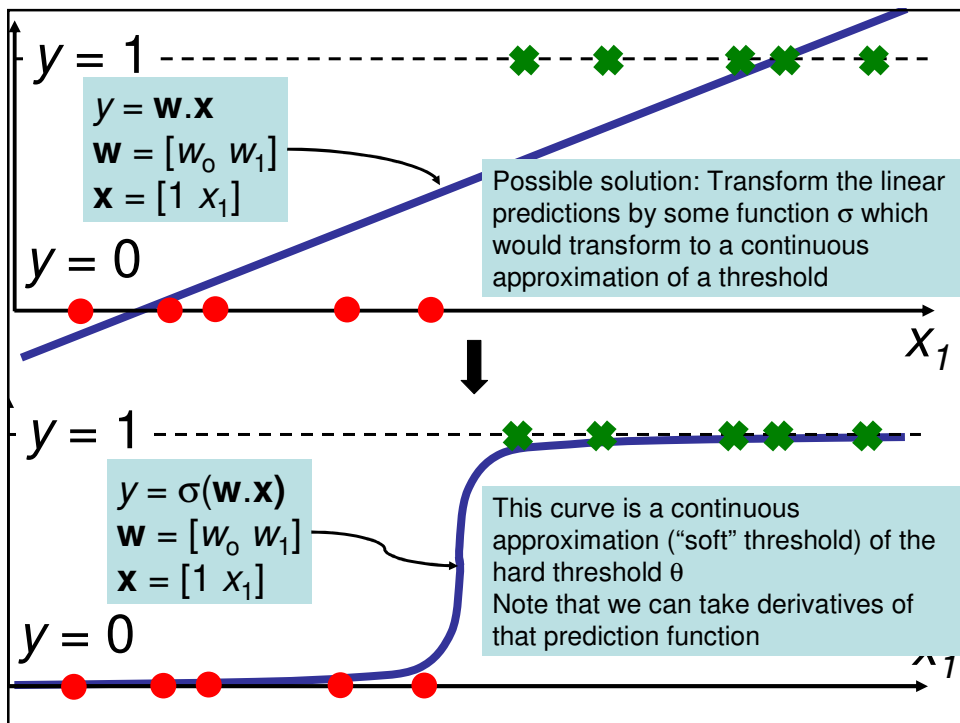 y = 1
y = w.x
w = [wo w1]
x = [1 x1]
Possible solution: Transform the linear
predictions by some function σ which
would transform to a continuous
approximation of a threshold
y = 0
x1
y = 1
y = σ(w.x)
w = [wo w1]
x = [1 x1]
This curve is a continuous
approximation (“soft” threshold) of the
hard threshold θ
Note that we can take derivatives of
that prediction function
y = 0
x1